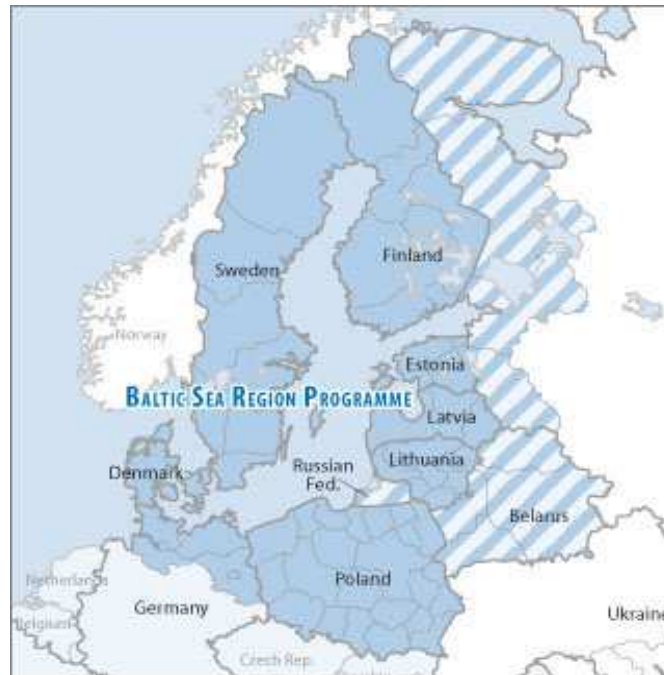 Finland
Sweden
Norway
Estonia
BALTIC SEA REGION PROGRAMME
Latvia
Lithuania
Denmark
Russian
Fed.
Belarus
Netherlands
Poland
Germany
Belgium
Ukraine
Czech Rep.